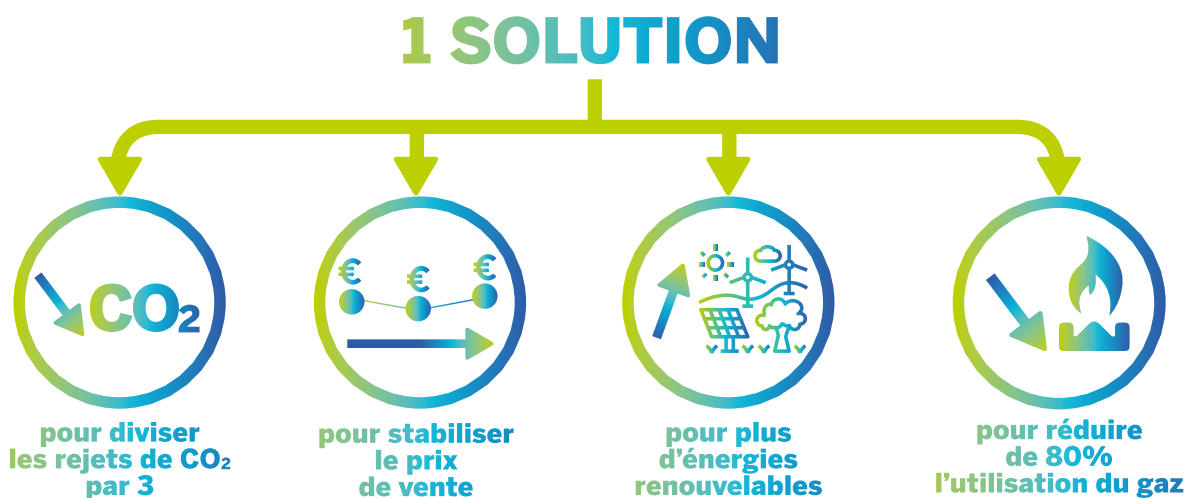 1 SOLUTION
CO₂
€ € €
pour diviser
les rejets de CO₂
par 3
pour stabiliser
le prix
de vente
pour plus
d'énergies
renouvelables
pour réduire
de 80%
l'utilisation du gaz